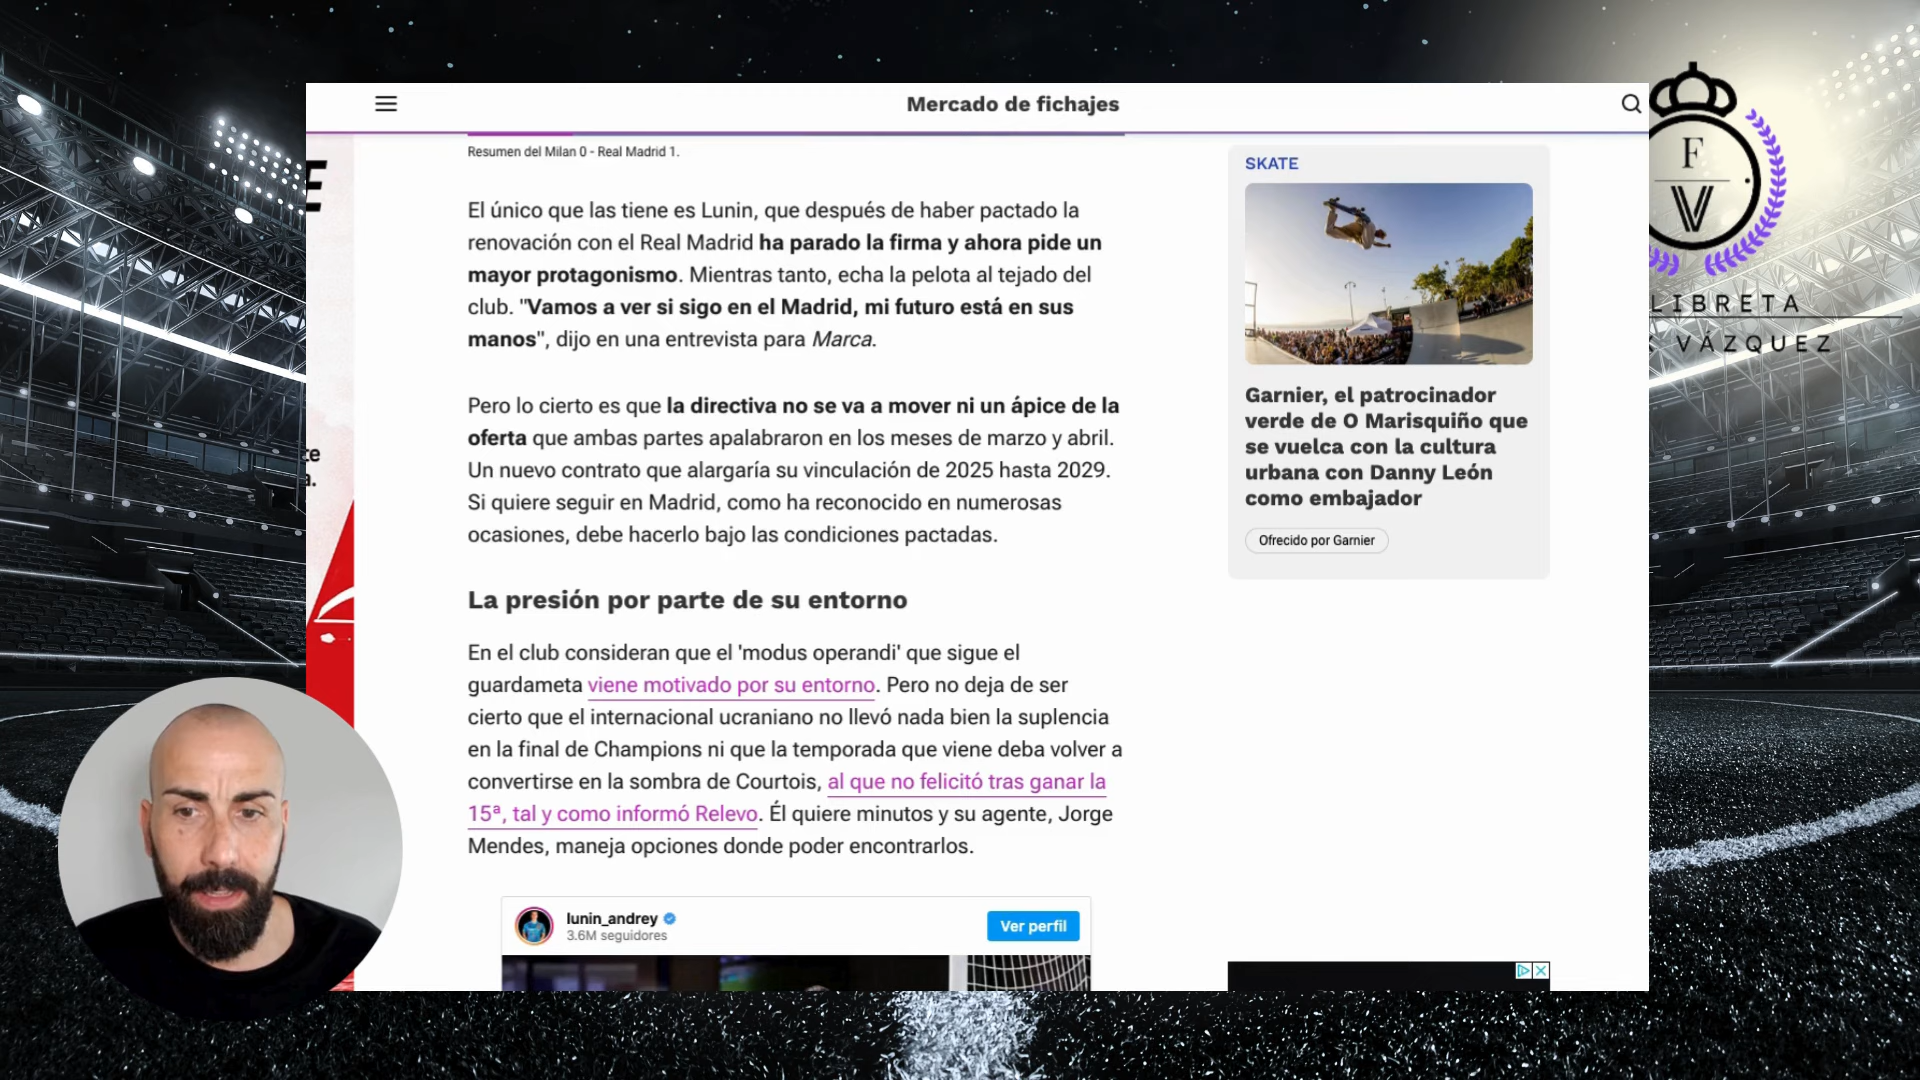 Mercado de fichajes
Resumen del Milan 0 - Real Madrid 1.
El único que las tiene es Lunin, que después de haber pactado la
renovación con el Real Madrid ha parado la firma y ahora pide un
mayor protagonismo. Mientras tanto, echa la pelota al tejado del
club. "Vamos a ver si sigo en el Madrid, mi futuro está en sus
manos", dijo en una entrevista para Marca.
Pero lo cierto es que la directiva no se va a mover ni un ápice de la
oferta que ambas partes apalabraron en los meses de marzo y abril.
Un nuevo contrato que alargaría su vinculación de 2025 hasta 2029.
Si quiere seguir en Madrid, como ha reconocido en numerosas
ocasiones, debe hacerlo bajo las condiciones pactadas.
La presión por parte de su entorno
En el club consideran que el 'modus operandi' que sigue el
guardameta viene motivado por su entorno. Pero no deja de ser
cierto que el internacional ucraniano no llevó nada bien la suplencia
en la final de Champions ni que la temporada que viene deba volver a
convertirse en la sombra de Courtois, al que no felicitó tras ganar la
15ª, tal y como informó Relevo. Él quiere minutos y su agente, Jorge
Mendes, maneja opciones donde poder encontrarlos.
lunin_andrey
3.6M seguidores
Ver perfil
SKATE
Garnier, el patrocinador
verde de O Marisquiño que
se vuelca con la cultura
urbana con Danny León
como embajador
Ofrecido por Garnier
F
V
LIBRETA
VÁZQUEZ